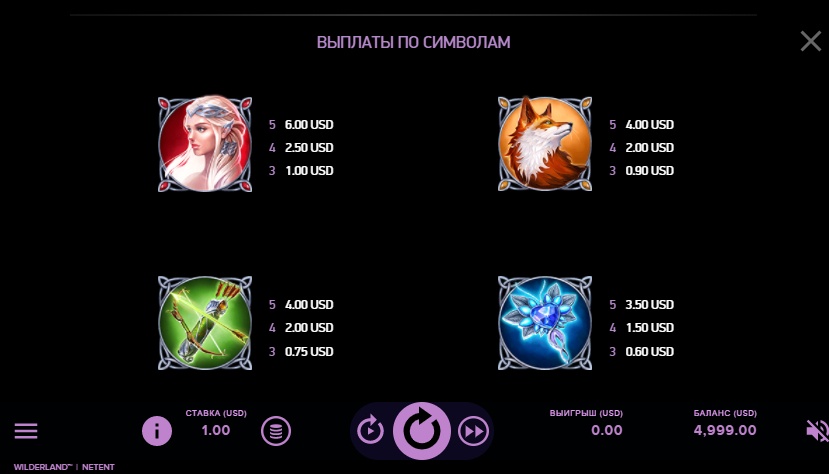 ВЫПЛАТЫ ПО СИМВОЛАМ
5 6.00 USD
4 2.50 USD
3 1.00 USD
5 4.00 USD
4 2.00 USD
3 0.90 USD
5 4.00 USD
4 2.00 USD
3 0.75 USD
5 3.50 USD
4 1.50 USD
3 0.60 USD
СТАВКА (USD)
1.00
ВЫИГРЫШ (USD)
0.00
БАЛАНС (USD)
4,999.00
WILDERLAND™ | NETENT